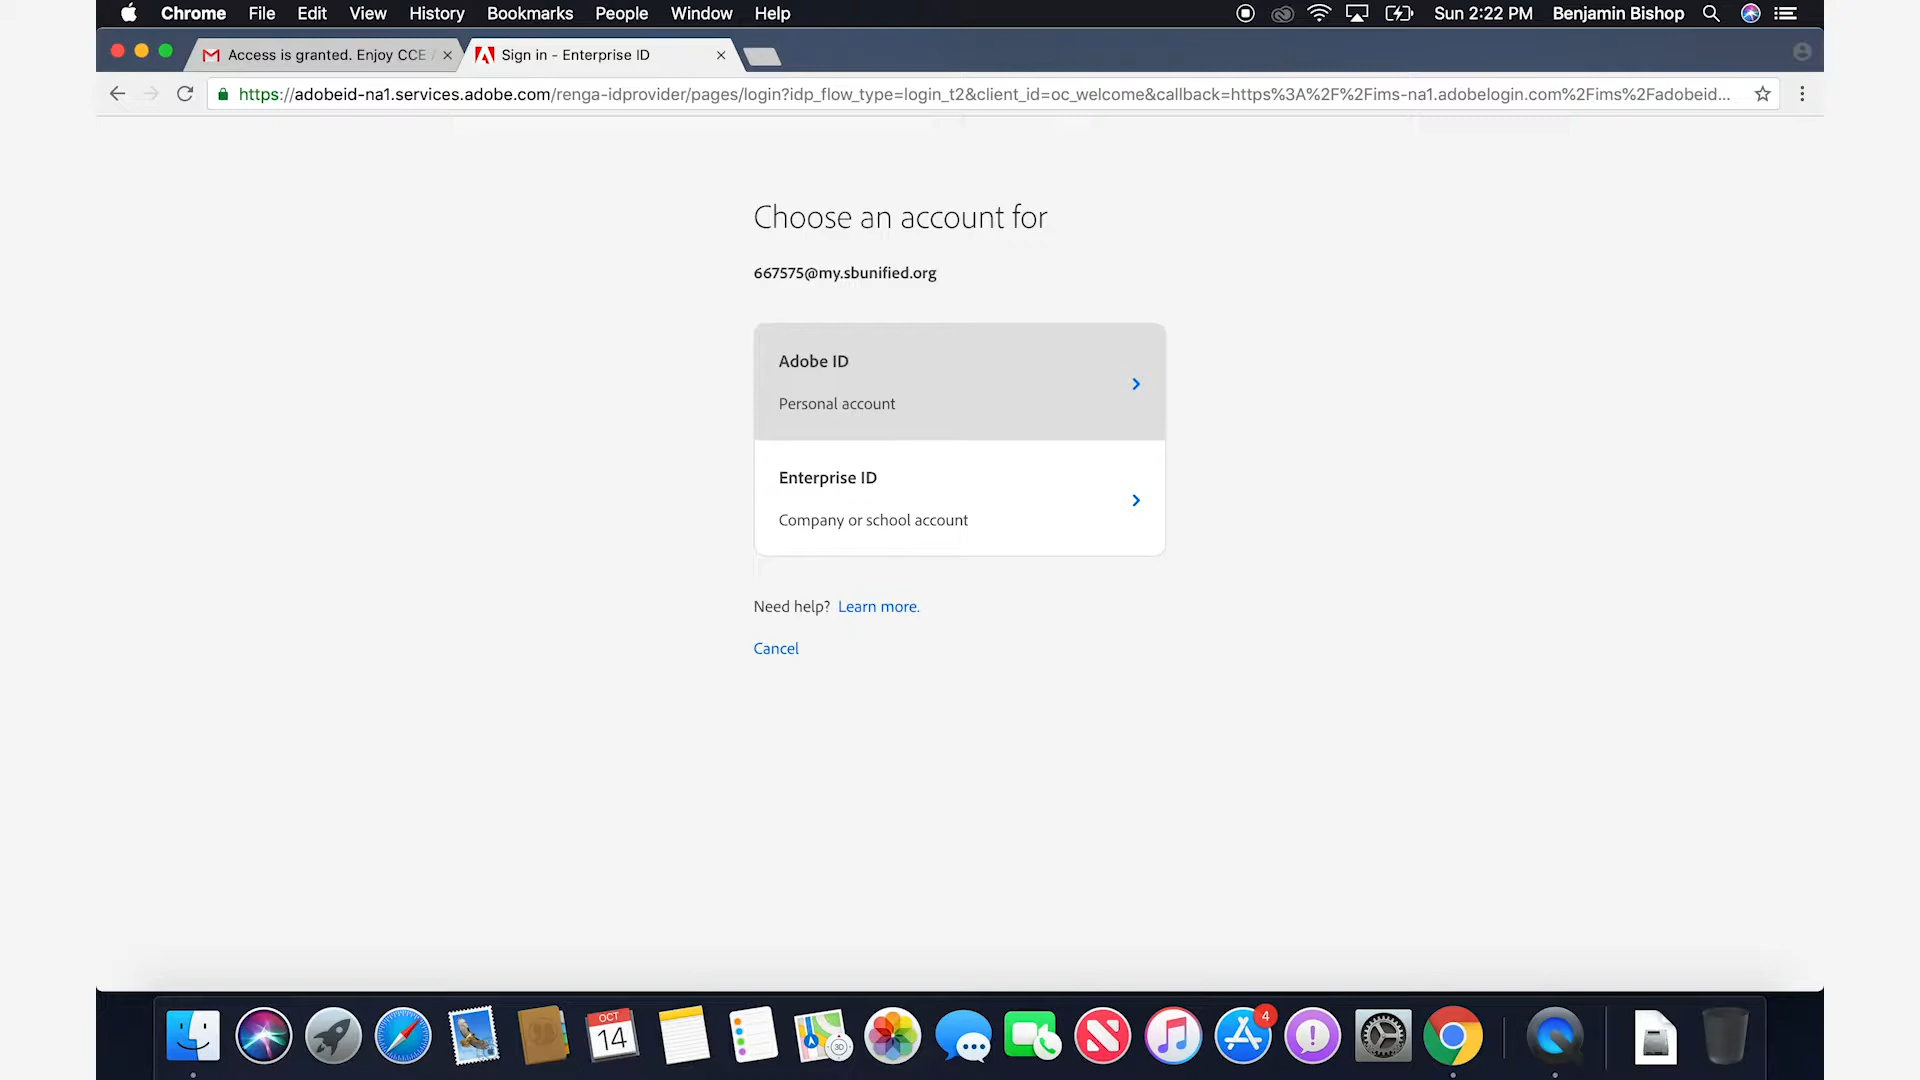 Chrome File Edit View History Bookmarks People Window Help Sun 2:22 PM Benjamin Bishop
Access is granted. Enjoy CCE Sign in - Enterprise ID
https://adobeid-na1.services.adobe.com/renga-idprovider/pages/login?idp_flow_type=login_t2&client_id=oc_welcome&callback=https%3A%2F%2Fims-na1.adobelogin.com%2Fims%2Fadobeid...
Choose an account for
667575@my.sbunified.org
Adobe ID
Personal account
Enterprise ID
Company or school account
Need help? Learn more.
Cancel
OCT
14
3D
4